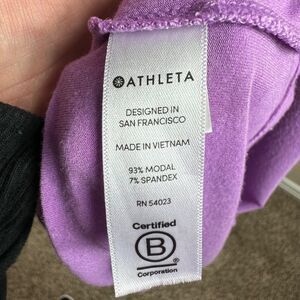 ATHLETA
DESIGNED IN
SAN FRANCISCO
MADE IN VIETNAM
93% MODAL
7% SPANDEX
RN 54023
Certified
B
Corporation